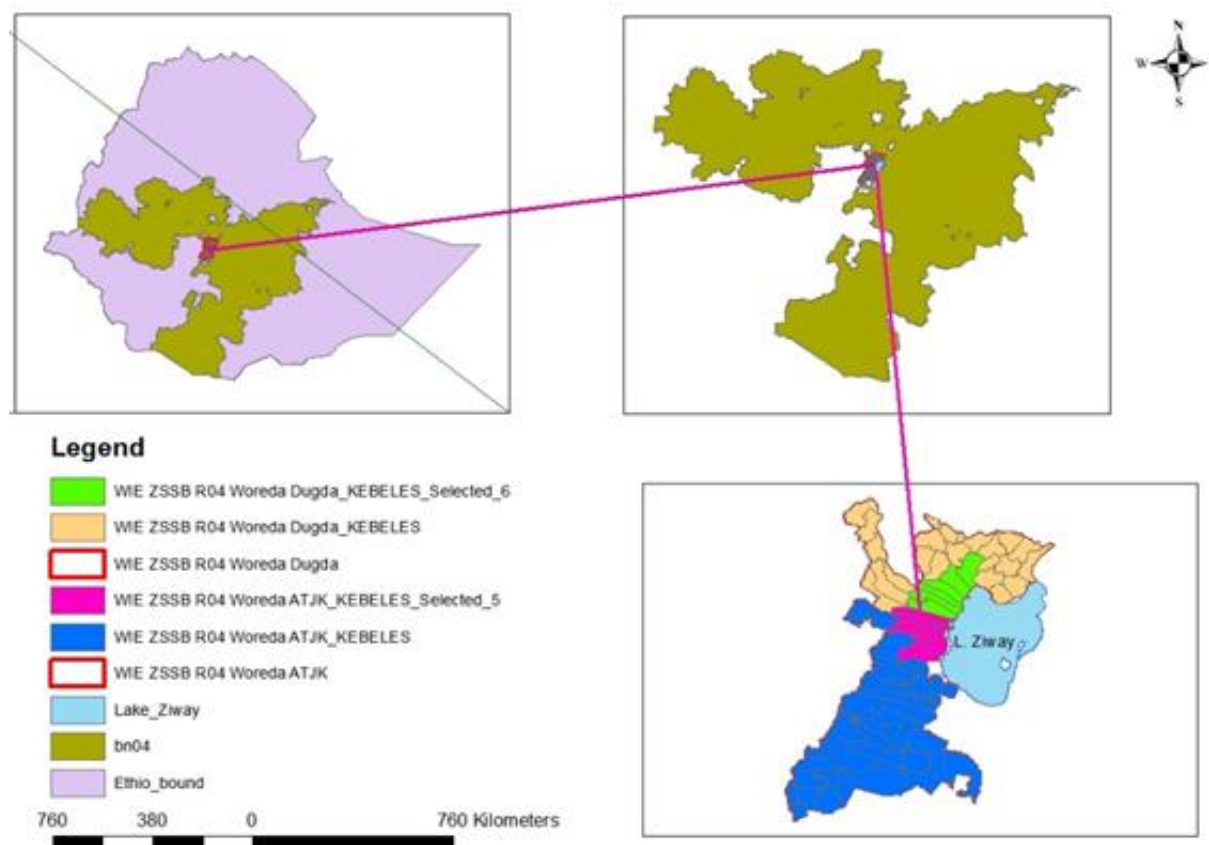 N
W
S
Legend
WIE ZSSB R04 Woreda Dugda_KEBELES_Selected_6
WIE ZSSB R04 Woreda Dugda_KEBELES
WIE ZSSB R04 Woreda Dugda
WIE ZSSB R04 Woreda ATJK_KEBELES_Selected_5
WIE ZSSB R04 Woreda ATJK_KEBELES
WIE ZSSB R04 Woreda ATJK
Lake_Ziway
bn04
Ethio_bound
L. Ziway
760 380 0 760 Kilometers